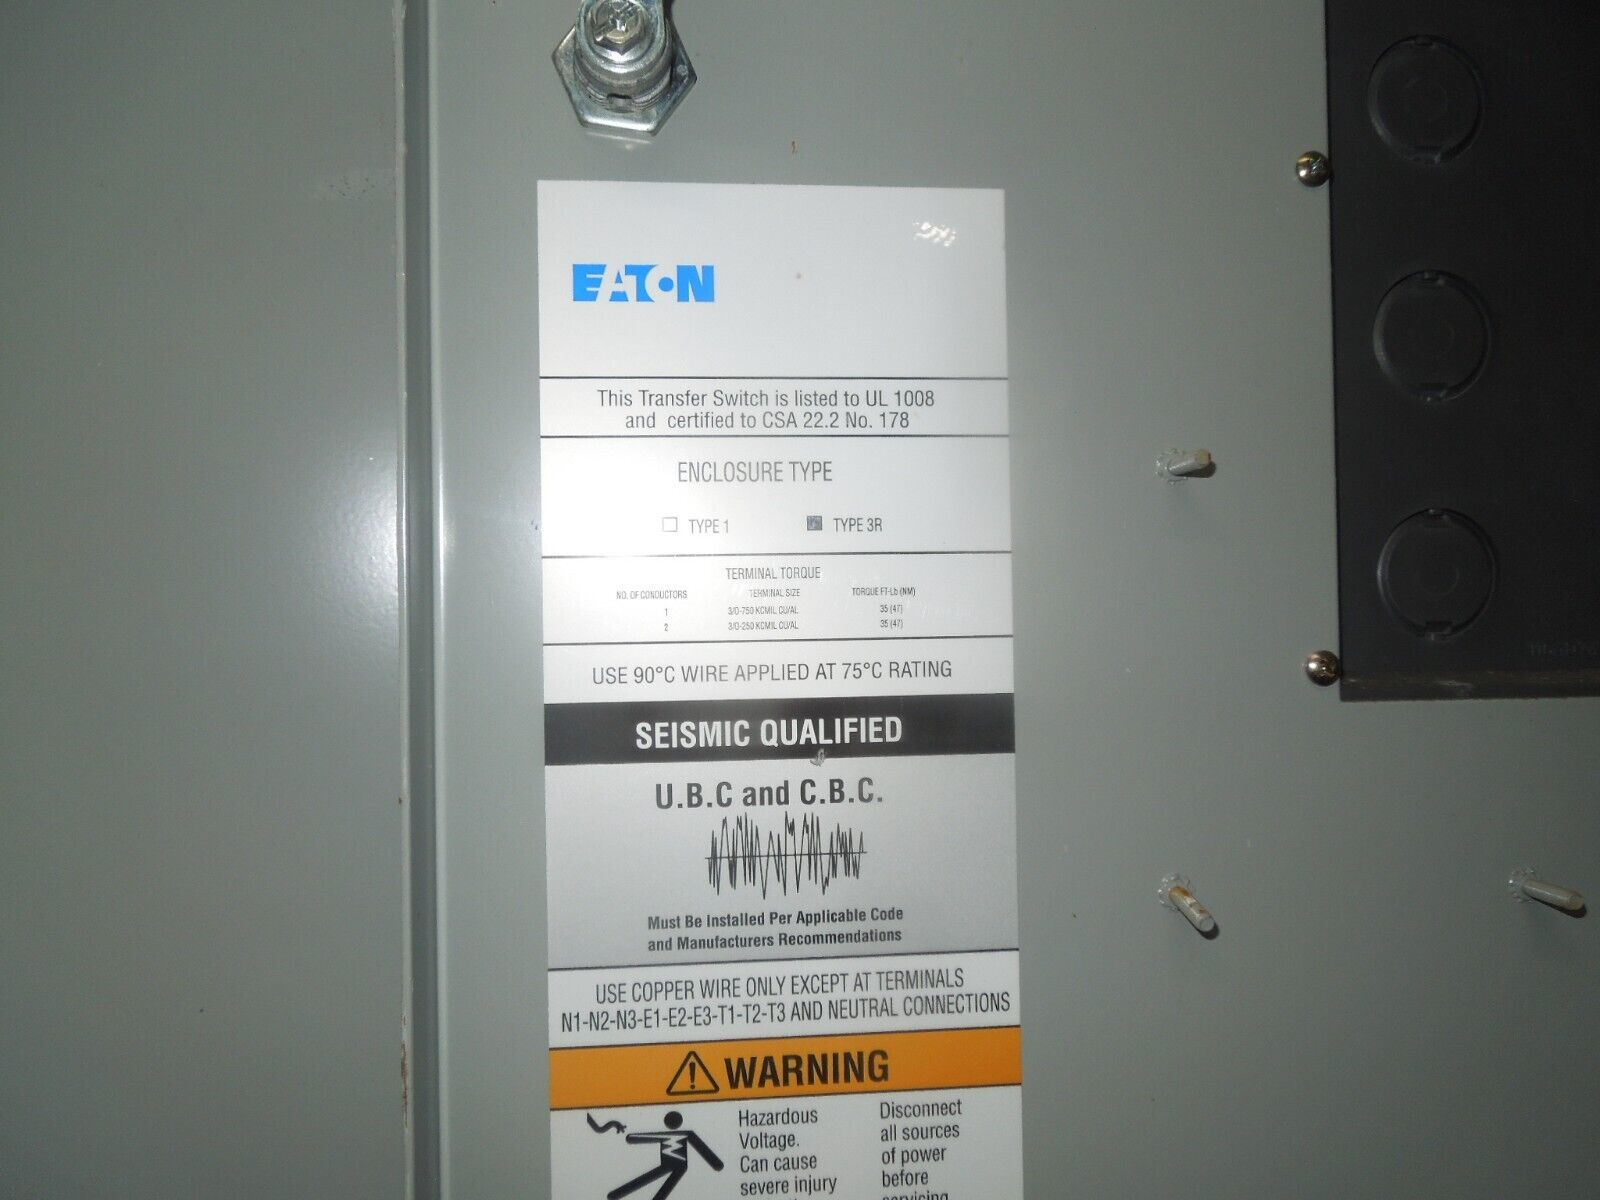 EATON
This Transfer Switch is listed to UL 1008
and certified to CSA 22.2 No. 178
ENCLOSURE TYPE
TYPE 1 TYPE 3R
TERMINAL TORQUE
NO. OF CONDUCTORS TERMINAL SIZE TORQUE FT-Lb (NM)
1 3/0-750 KCMIL CU/AL 35 (47)
2 3/0-250 KCMIL CU/AL 35 (47)
USE 90°C WIRE APPLIED AT 75°C RATING
SEISMIC QUALIFIED
U.B.C and C.B.C.
Must Be Installed Per Applicable Code
and Manufacturers Recommendations
USE COPPER WIRE ONLY EXCEPT AT TERMINALS
N1-N2-N3-E1-E2-E3-T1-T2-T3 AND NEUTRAL CONNECTIONS
WARNING
Hazardous
Voltage.
Can cause
severe injury
Disconnect
all sources
of power
before
servicing